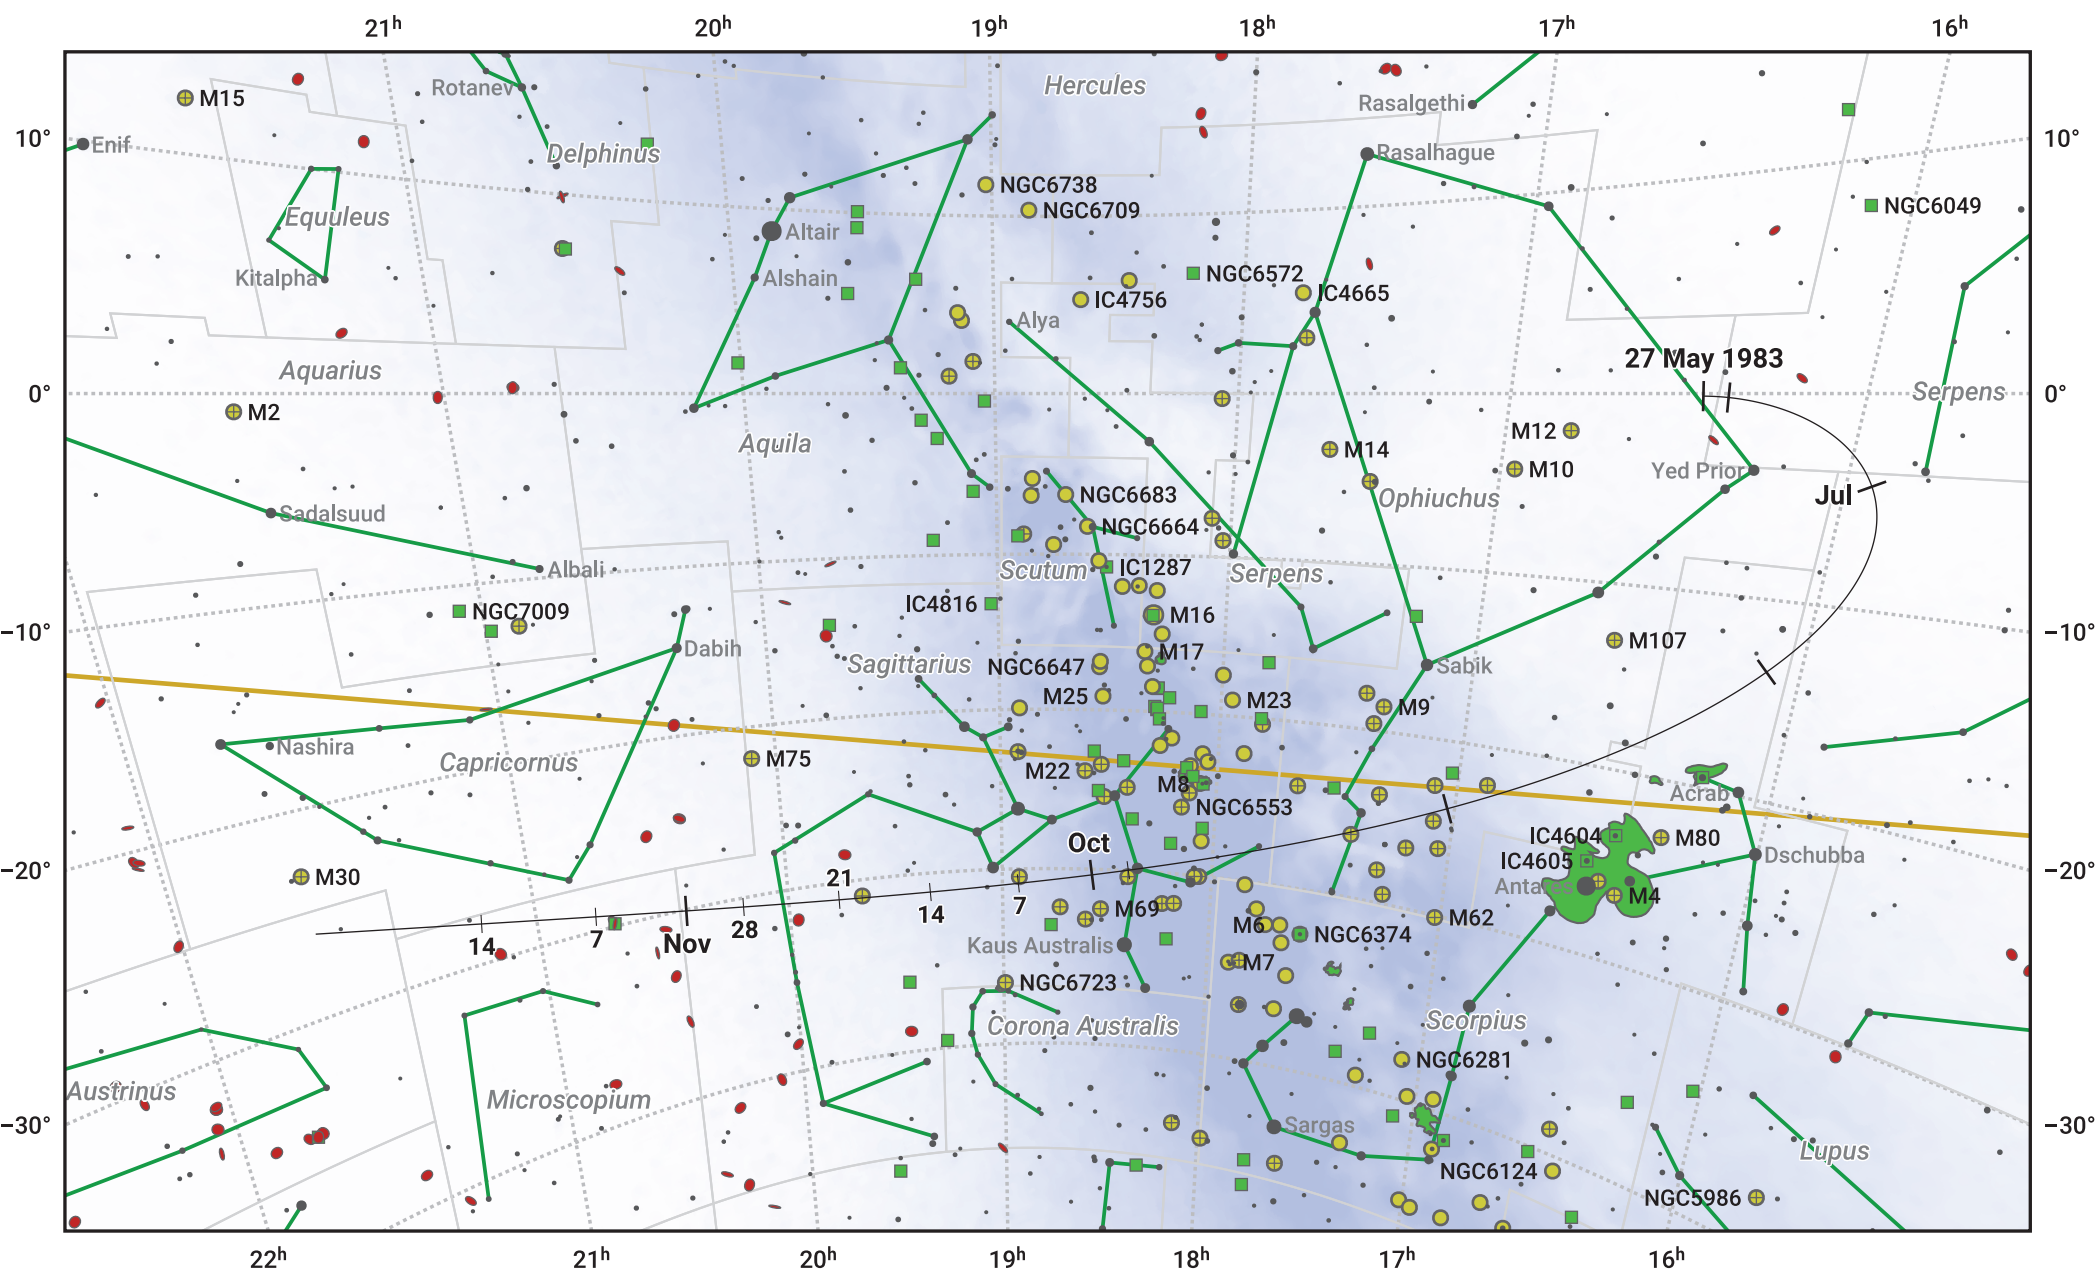 21h 20h 19h 18h 17h 16h
Hercules
Rotanev
M15
Rasalgethi
10° 10°
Enif
Delphinus
Rasalhague
NGC6738
NGC6709
NGC6049
Equuleus
Altair
Kitalpha
Alshain
NGC6572
IC4665
IC4756
Alya
27 May 1983
Aquarius
0° 0°
Serpens
M2
M12
Aquila
M14
M10
Yed Prior
Jul
NGC6683
Ophiuchus
Sadalsuud
NGC6664
Albali
Scutum
IC1287
Serpens
IC4816
NGC7009
M16
−10° −10°
M107
Dabih
M17
Sagittarius
NGC6647
Sabik
M25
M23
M9
Nashira
Capricornus
M75
M22
M8
Acrab
NGC6553
IC4604
M80
Oct
Dschubba
IC4605
−20° −20°
M30
21
Antares
M4
14
7
M69
M62
M6
NGC6374
14
7
Nov
28
Kaus Australis
M7
NGC6723
Corona Australis
Scorpius
NGC6281
Austrinus
Microscopium
−30° −30°
Sargas
Lupus
NGC6124
NGC5986
22h 21h 20h 19h 18h 17h 16h